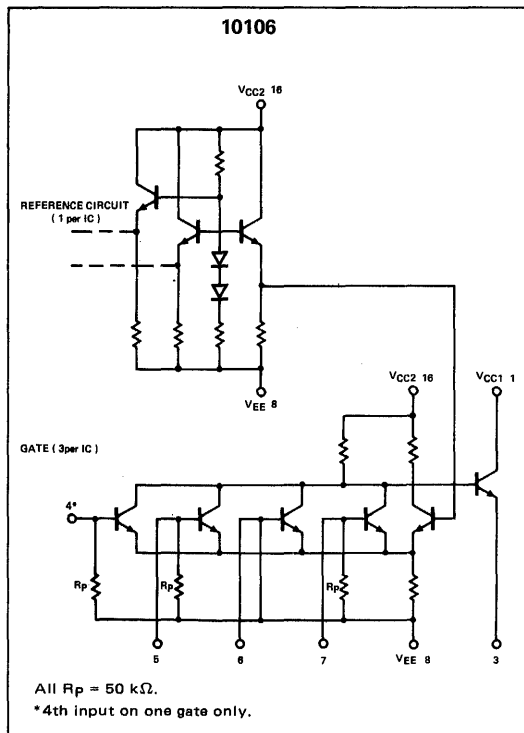 10106
VCC2 16
REFERENCE CIRCUIT
( 1 per IC )
VEE 8
VCC2 16
VCC1 1
GATE ( 3per IC )
4*
RP
RP
RP
5
6
7
VEE 8
3
All RP = 50 kΩ.
*4th input on one gate only.